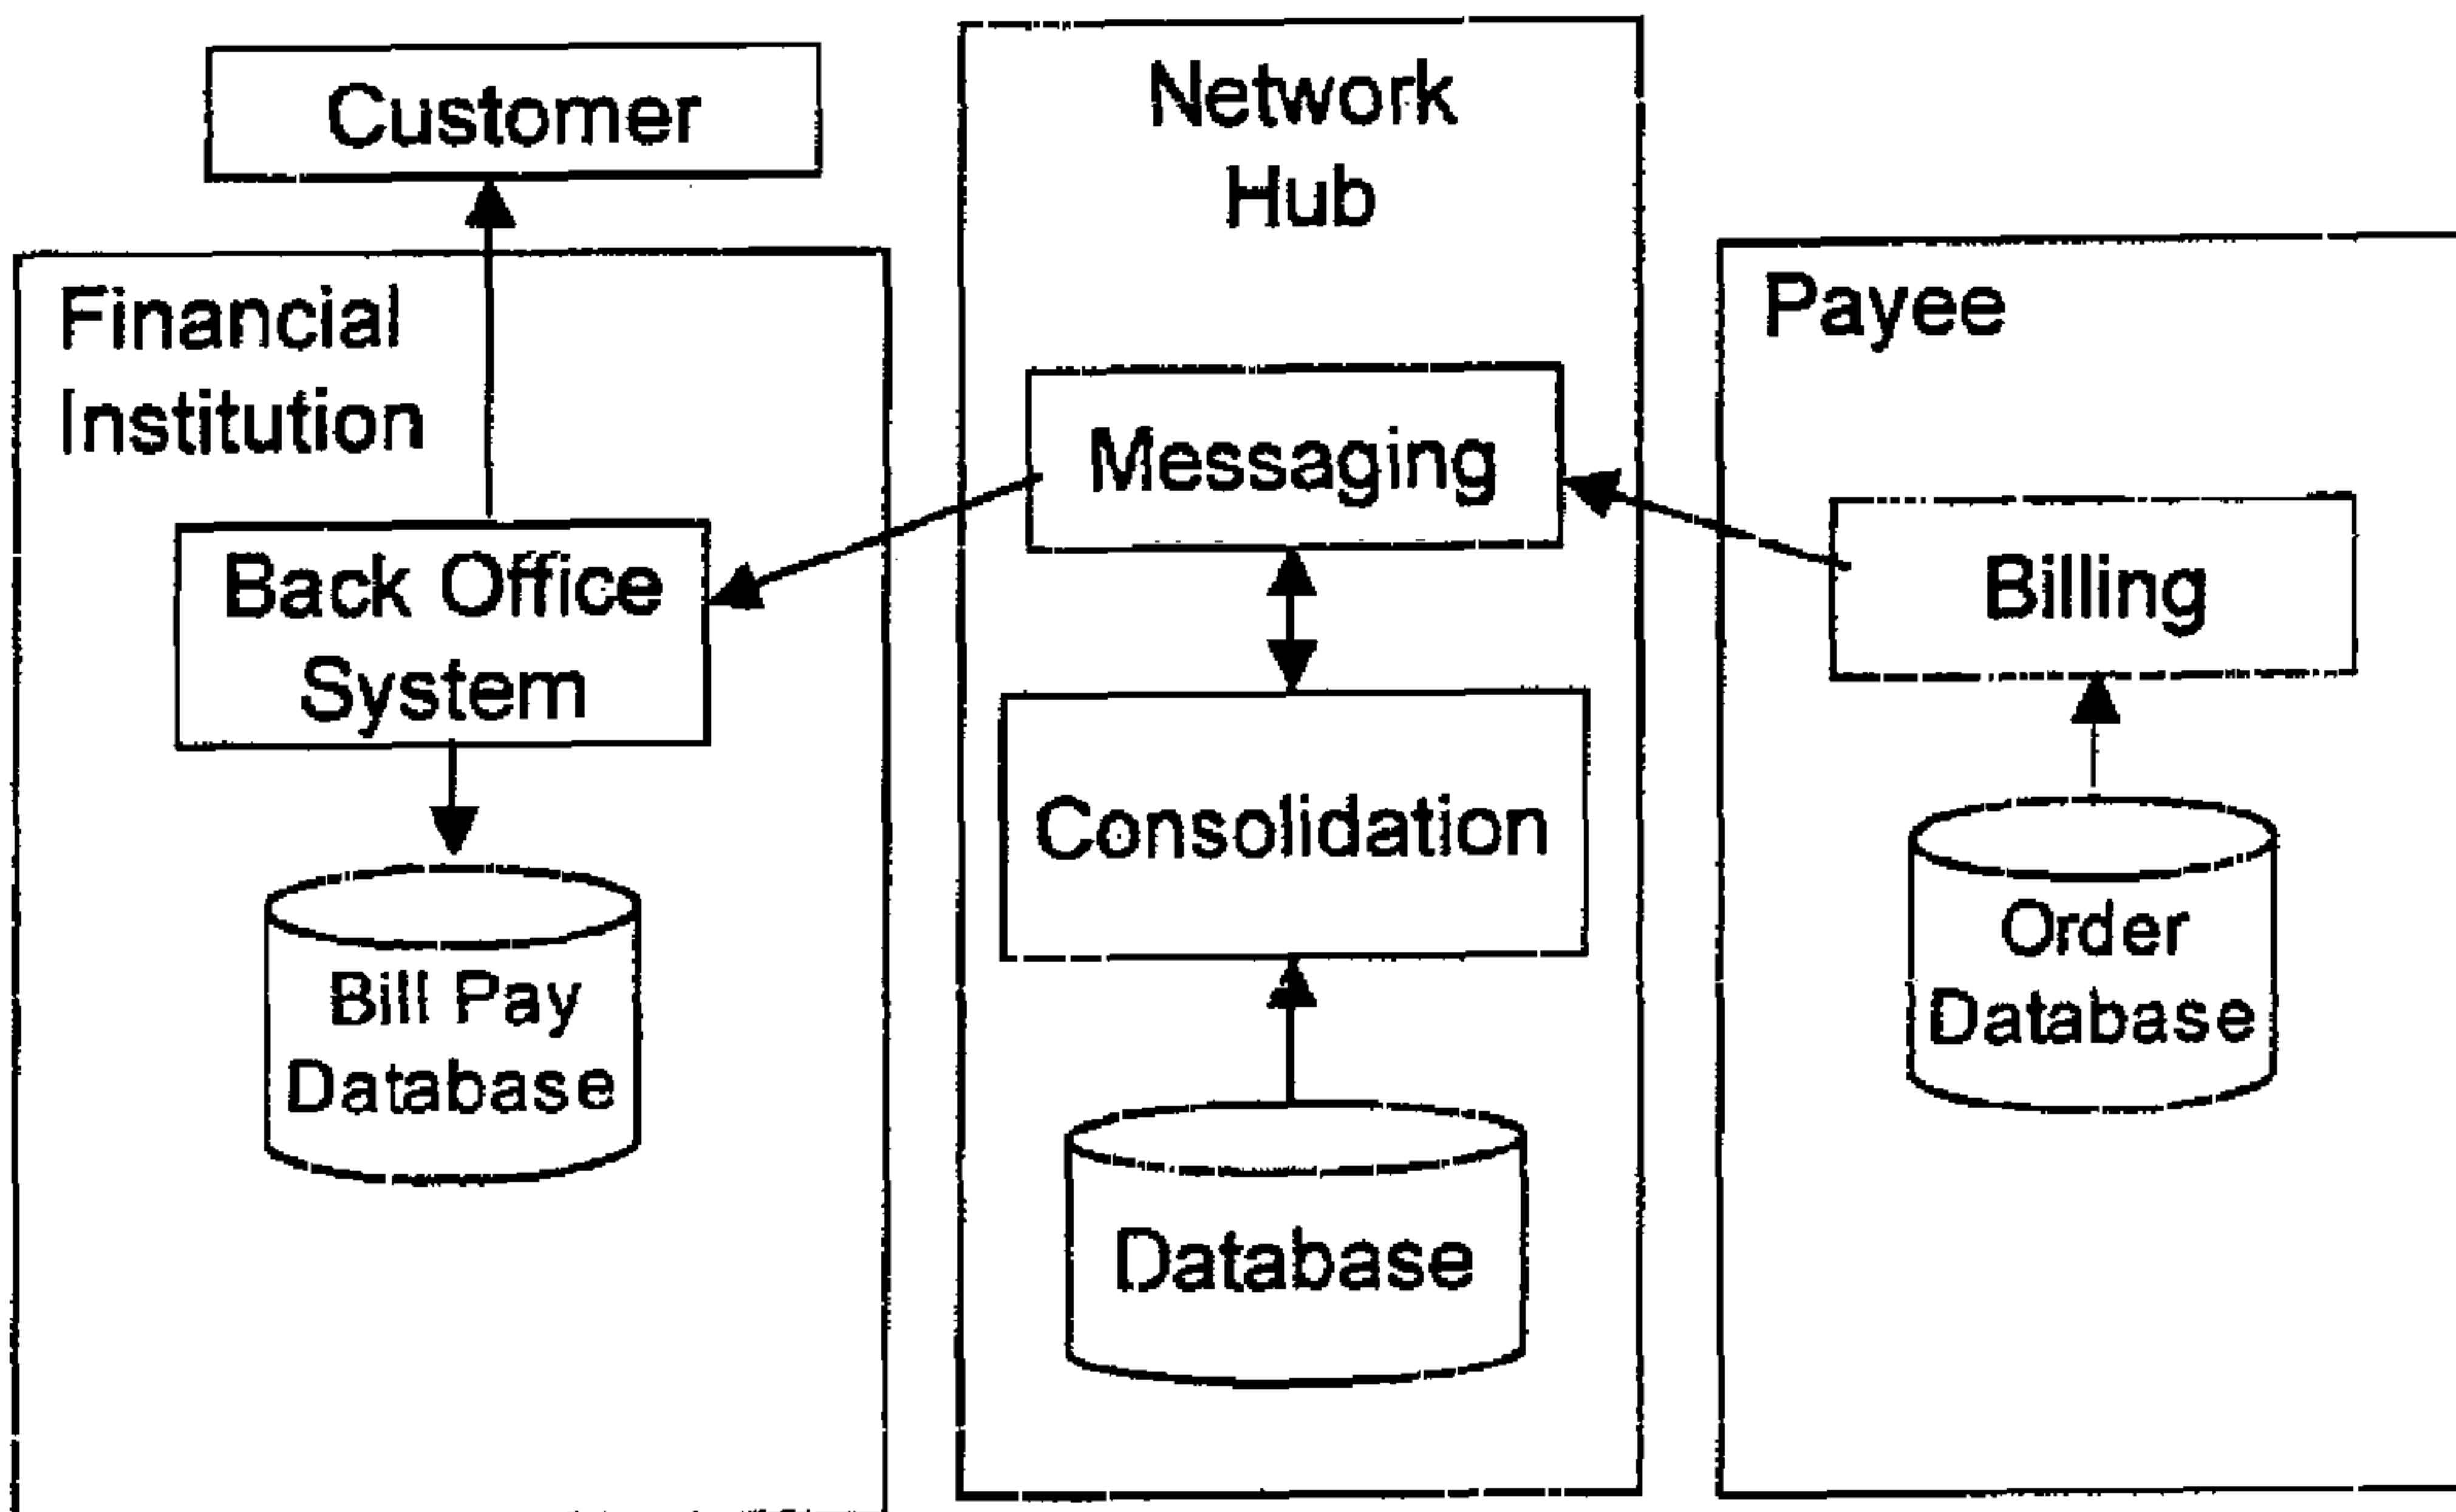 Customer
Financial
Institution
Back Office
System
Bill Pay
Database
Network
Hub
Messaging
Consolidation
Database
Payee
Billing
Order
Database